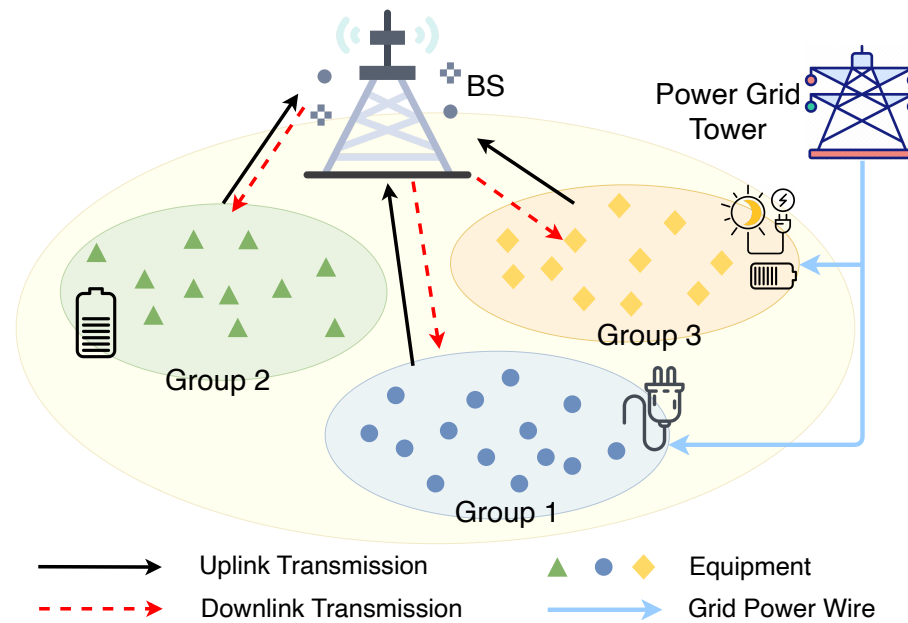 BS
Power Grid
Tower
Group 3
Group 2
Group 1
Uplink Transmission
Equipment
Downlink Transmission
Grid Power Wire